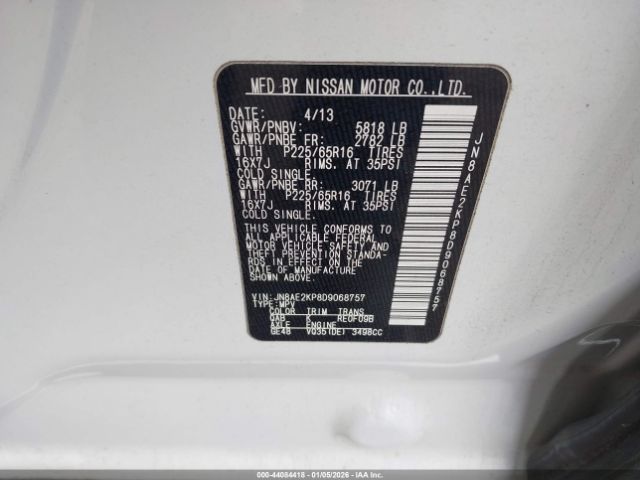 MFD BY NISSAN MOTOR CO.,LTD.
DATE: 4/13
GVWR/PNBV: 5818 LB
GAWR/PNBE FR: 2782 LB
WITH P225/65R16 TIRES
16X7J RIMS. AT 35PSI
COLD SINGLE.
GAWR/PNBE RR: 3071 LB
WITH P225/65R16 TIRES
16X7J RIMS. AT 35PSI
COLD SINGLE.
THIS VEHICLE CONFORMS TO
ALL APPLICABLE FEDERAL
MOTOR VEHICLE SAFETY AND
THEFT PREVENTION STANDA-
RDS IN EFFECT ON THE
DATE OF MANUFACTURE
SHOWN ABOVE.
VIN:JN8AE2KP8D9068757
TYPE:MPV
COLOR TRIM TRANS
QAB K RE0F09B
AXLE ENGINE
GE48 VQ35(DE) 3498CC
JN8AE2KP8D9068757
000-44084418 - 01/05/2026 - IAA Inc.